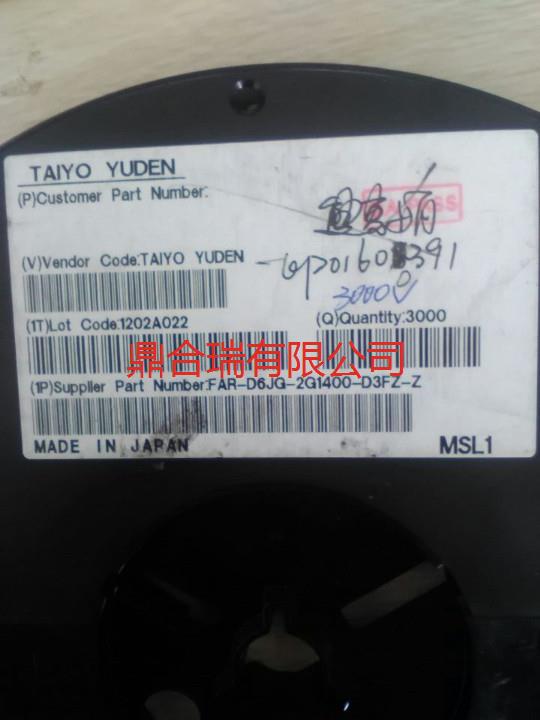 TAIYO YUDEN
(P)Customer Part Number:
(V)Vendor Code:TAIYO YUDEN
3000
(1T)Lot Code:1202A022
(Q)Quantity:3000
鼎合瑞有限公司
(1P)Supplier Part Number:FAR-D6JG-2G1400-D3FZ-Z
MADE IN JAPAN
MSL1